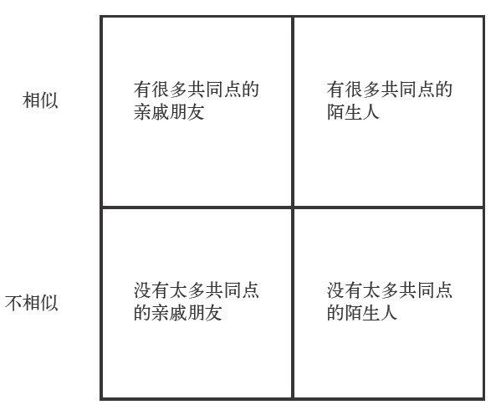 相似
有很多共同点的
亲戚朋友
有很多共同点的
陌生人
不相似
没有太多共同点
的亲戚朋友
没有太多共同点
的陌生人